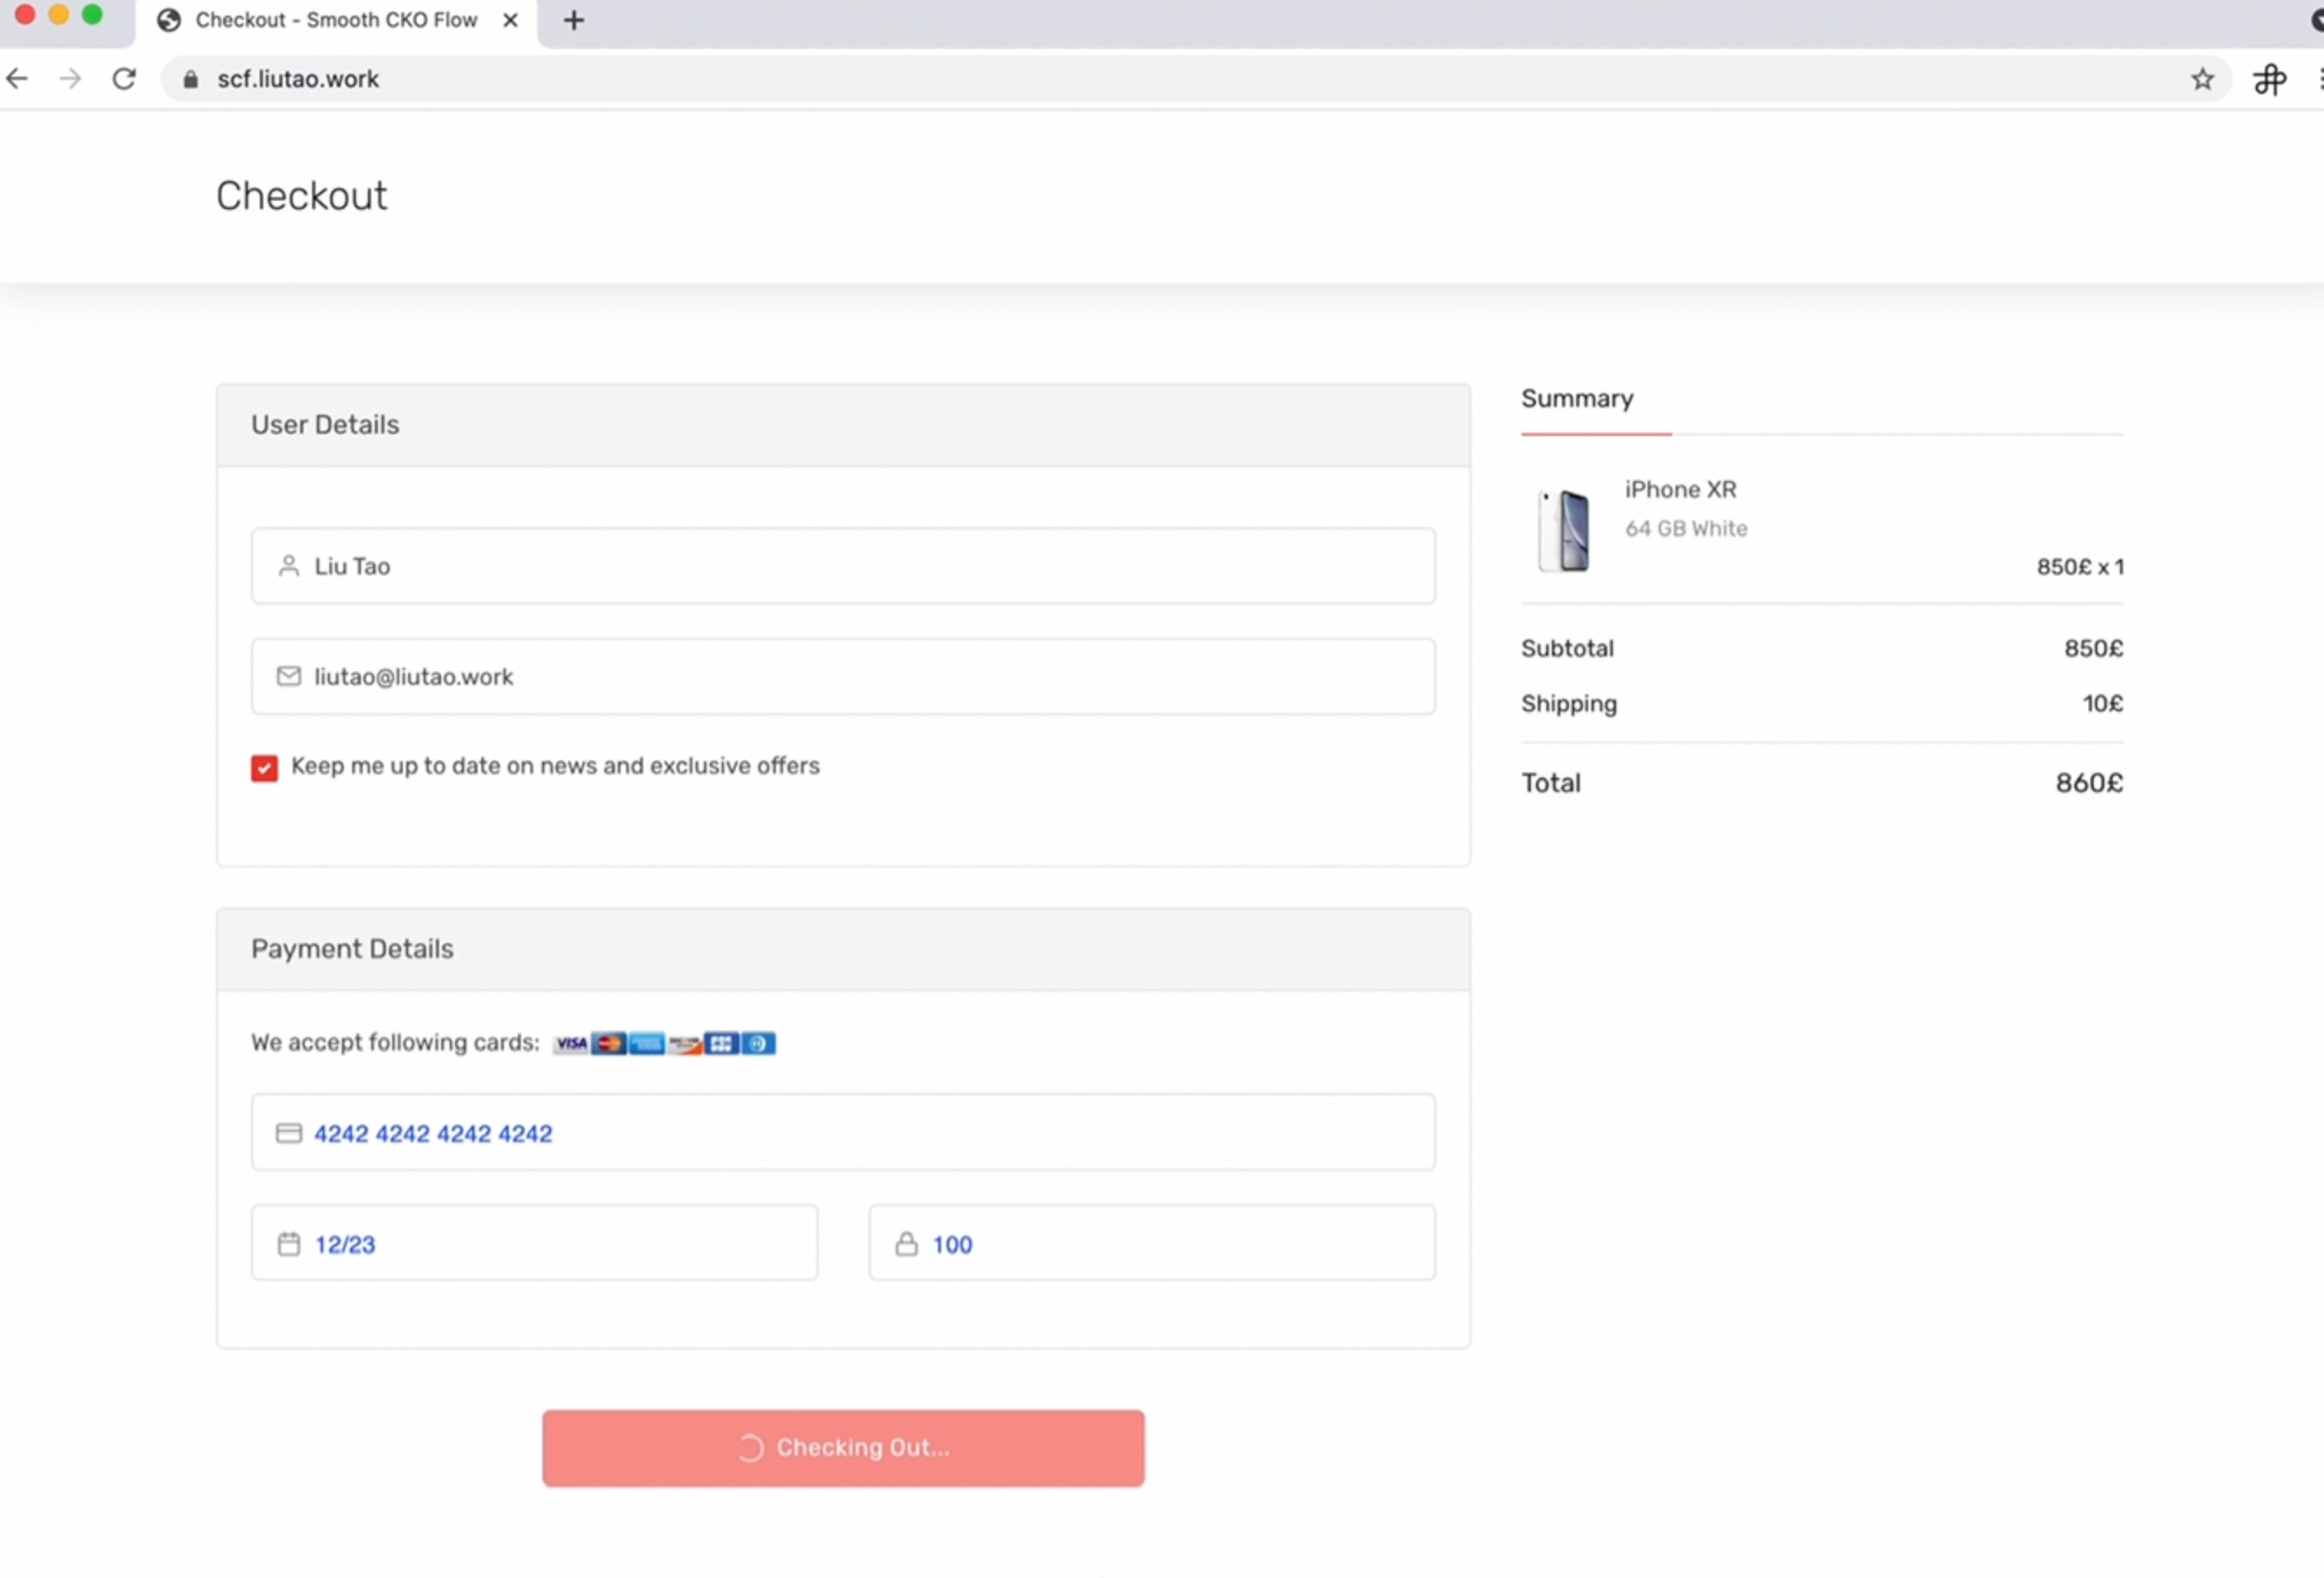 Checkout - Smooth CKO Flow
scf.liutao.work
Checkout
User Details
Liu Tao
liutao@liutao.work
Keep me up to date on news and exclusive offers
Payment Details
We accept following cards: VISA
4242 4242 4242 4242
12/23
100
Checking Out...
Summary
iPhone XR
64 GB White
850£ x 1
Subtotal 850£
Shipping 10£
Total 860£